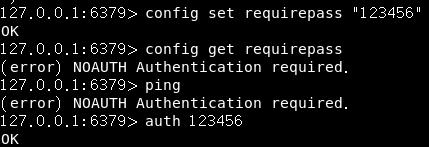 127.0.0.1:6379> config set requirepass "123456"
OK
127.0.0.1:6379> config get requirepass
(error) NOAUTH Authentication required.
127.0.0.1:6379> ping
(error) NOAUTH Authentication required.
127.0.0.1:6379> auth 123456
OK